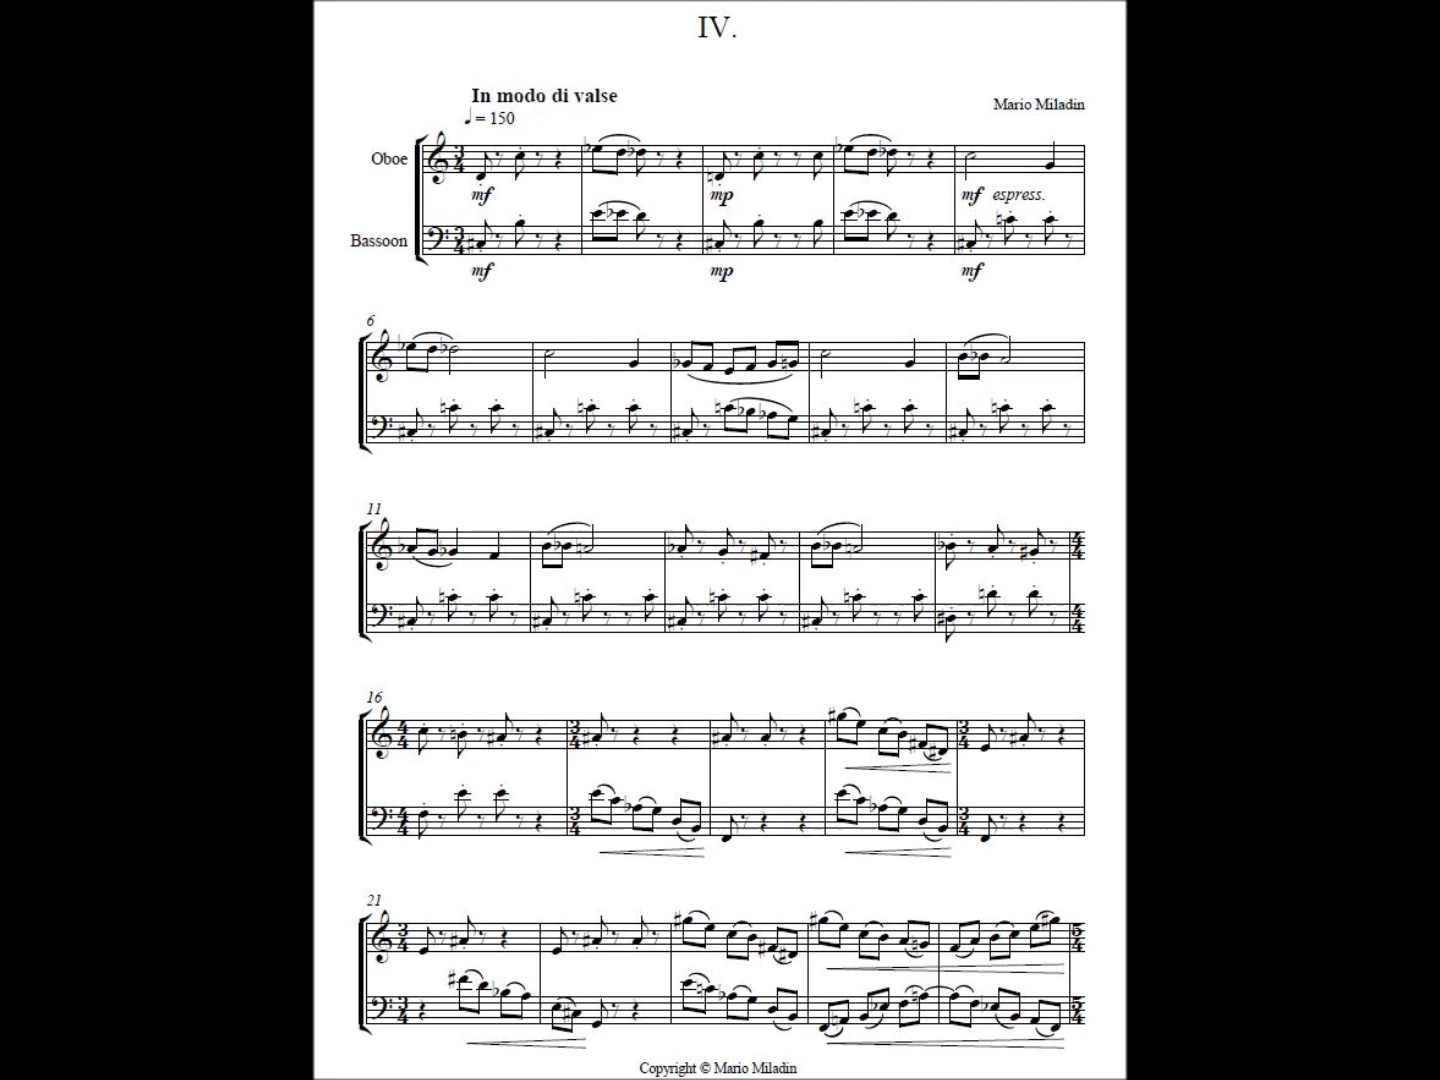 IV.
In modo di valse
♩ = 150
Mario Miladin
Oboe
mf
mp
mf espress.
Bassoon
mf
mp
mf
6
11
16
21
Copyright © Mario Miladin